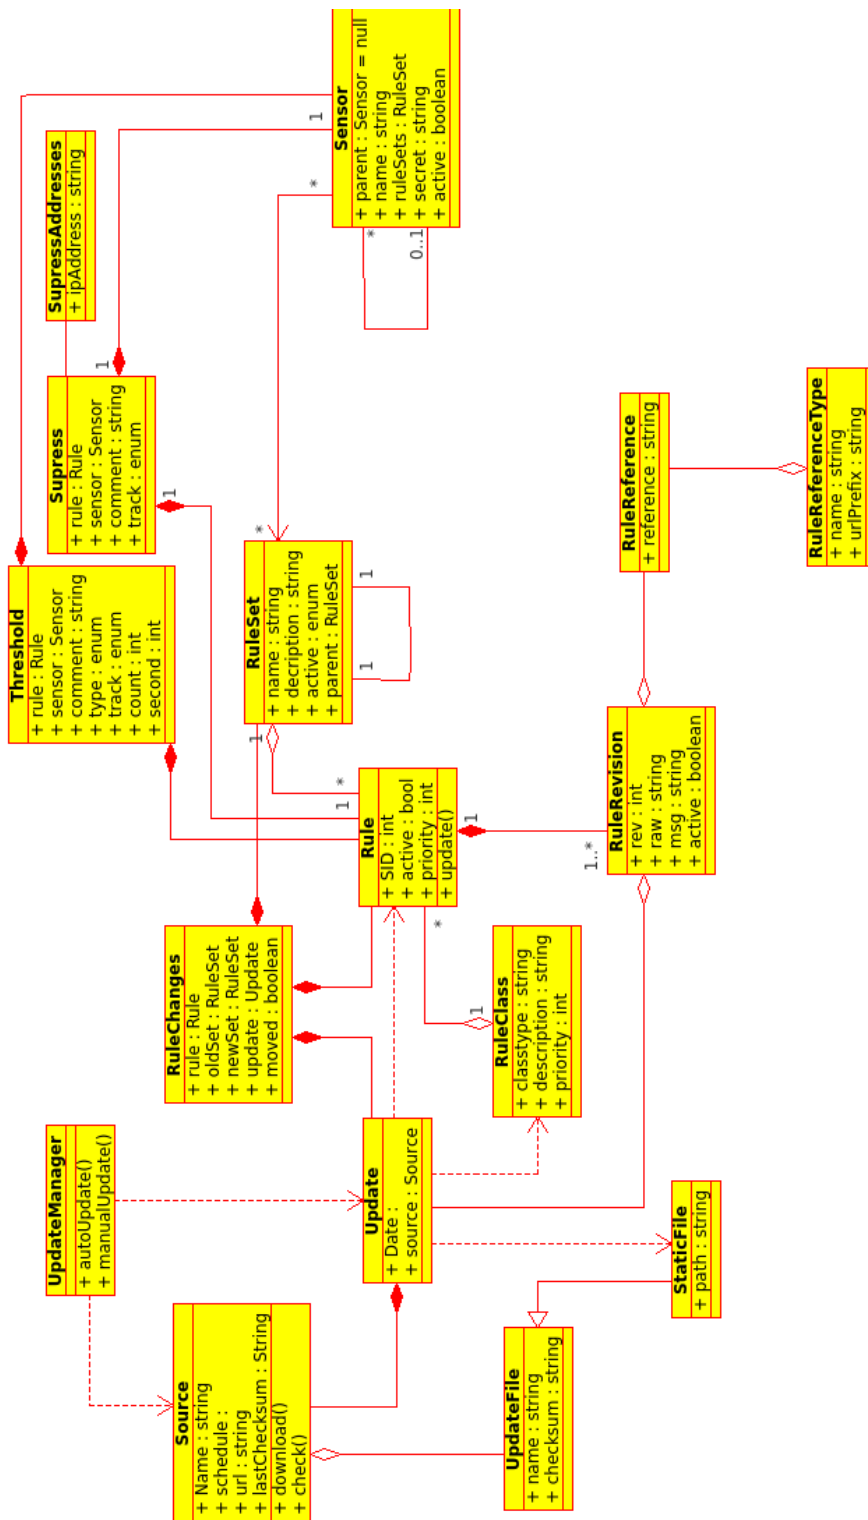 Threshold
+ rule : Rule
+ sensor : Sensor
+ comment : string
+ type : enum
+ track : enum
+ count : int
+ second : int
Supress
+ rule : Rule
+ sensor : Sensor
+ comment : string
+ track : enum
1
1
SupressAddresses
+ ipAddress : string
Sensor
+ parent : Sensor = null
+ name : string
+ ruleSets : RuleSet
+ secret : string
+ active : boolean
1
*
*
0..1
UpdateManager
+ autoUpdate()
+ manualUpdate()
RuleChanges
+ rule : Rule
+ oldSet : RuleSet
+ newSet : RuleSet
+ update : Update
+ moved : boolean
RuleSet
+ name : string
+ decription : string
+ active : enum
+ parent : RuleSet
*
1
1
1
Source
+ Name : string
+ schedule :
+ url : string
+ lastChecksum : String
+ download()
+ check()
Update
+ Date :
+ source : Source
Rule
+ SID : int
+ active : bool
+ priority : int
+ update()
*
1
1
*
RuleClass
+ classtype : string
+ description : string
+ priority : int
1
UpdateFile
+ name : string
+ checksum : string
StaticFile
+ path : string
RuleRevision
+ rev : int
+ raw : string
+ msg : string
+ active : boolean
1..*
RuleReference
+ reference : string
RuleReferenceType
+ name : string
+ urlPrefix : string